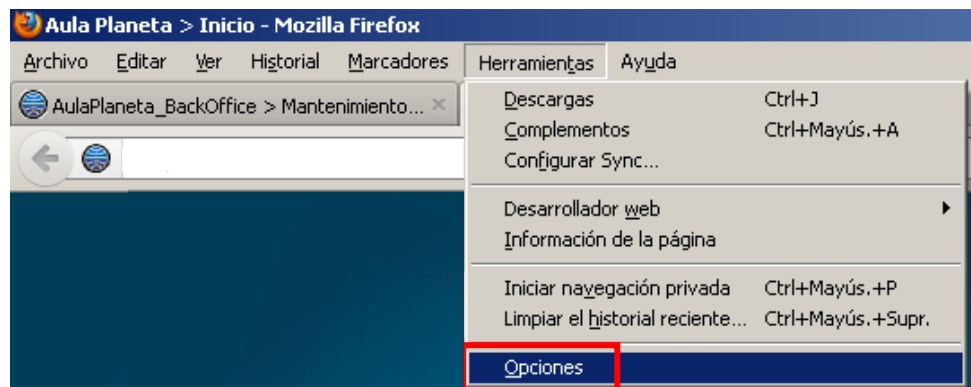 Aula Planeta > Inicio - Mozilla Firefox
Archivo Editar Ver Historial Marcadores Herramientas Ayuda
AulaPlaneta_BackOffice > Mantenimiento...
Descargas Ctrl+J
Complementos Ctrl+Mayús.+A
Configurar Sync...
Desarrollador web
Información de la página
Iniciar navegación privada Ctrl+Mayús.+P
Limpiar el historial reciente... Ctrl+Mayús.+Supr.
Opciones